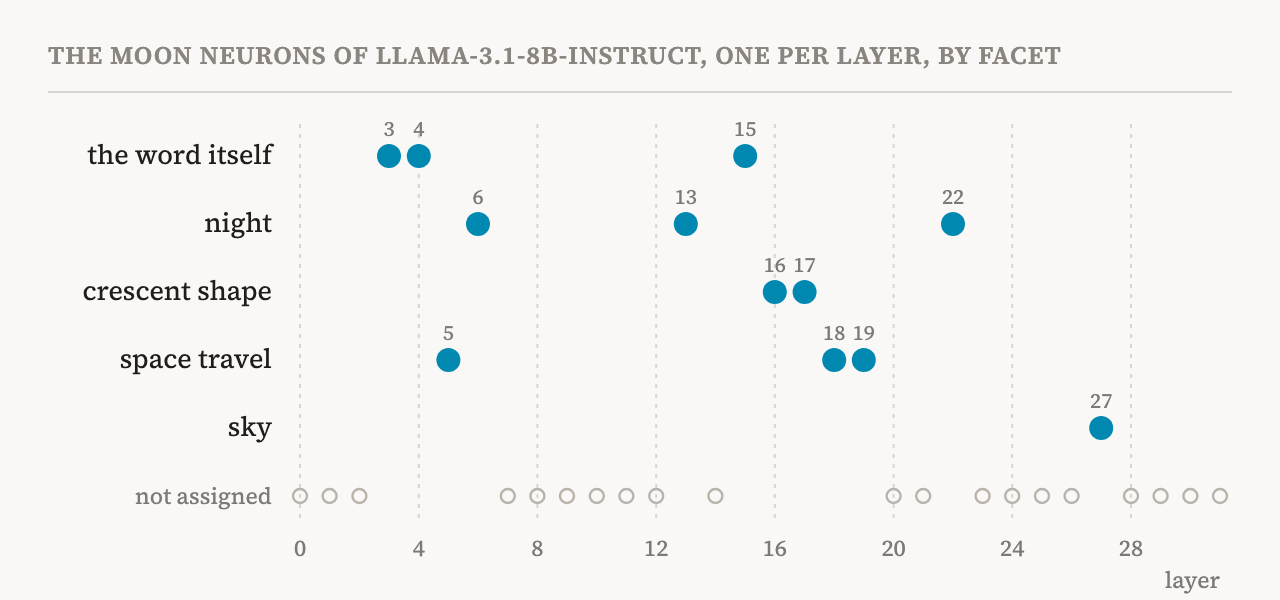 THE MOON NEURONS OF LLAMA-3.1-8B-INSTRUCT, ONE PER LAYER, BY FACET
3 4 15
the word itself
6 13 22
night
16 17
crescent shape
5 18 19
space travel
27
sky
not assigned
0 4 8 12 16 20 24 28
layer